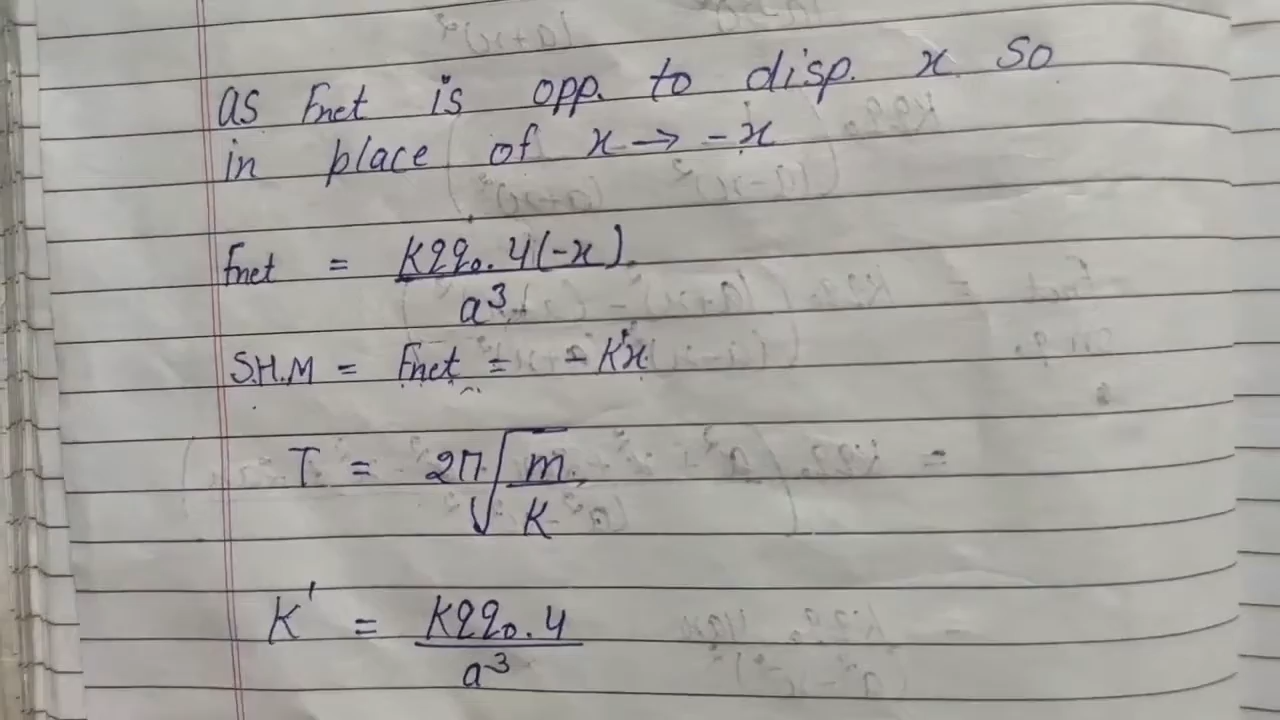 as Fnet is opp. to disp. x so
in place of x → -x
Fnet = Kqq₀.4(-x) / a³
S.H.M = Fnet = -K'x
T = 2π√(m/K)
K' = Kqq₀.4 / a³